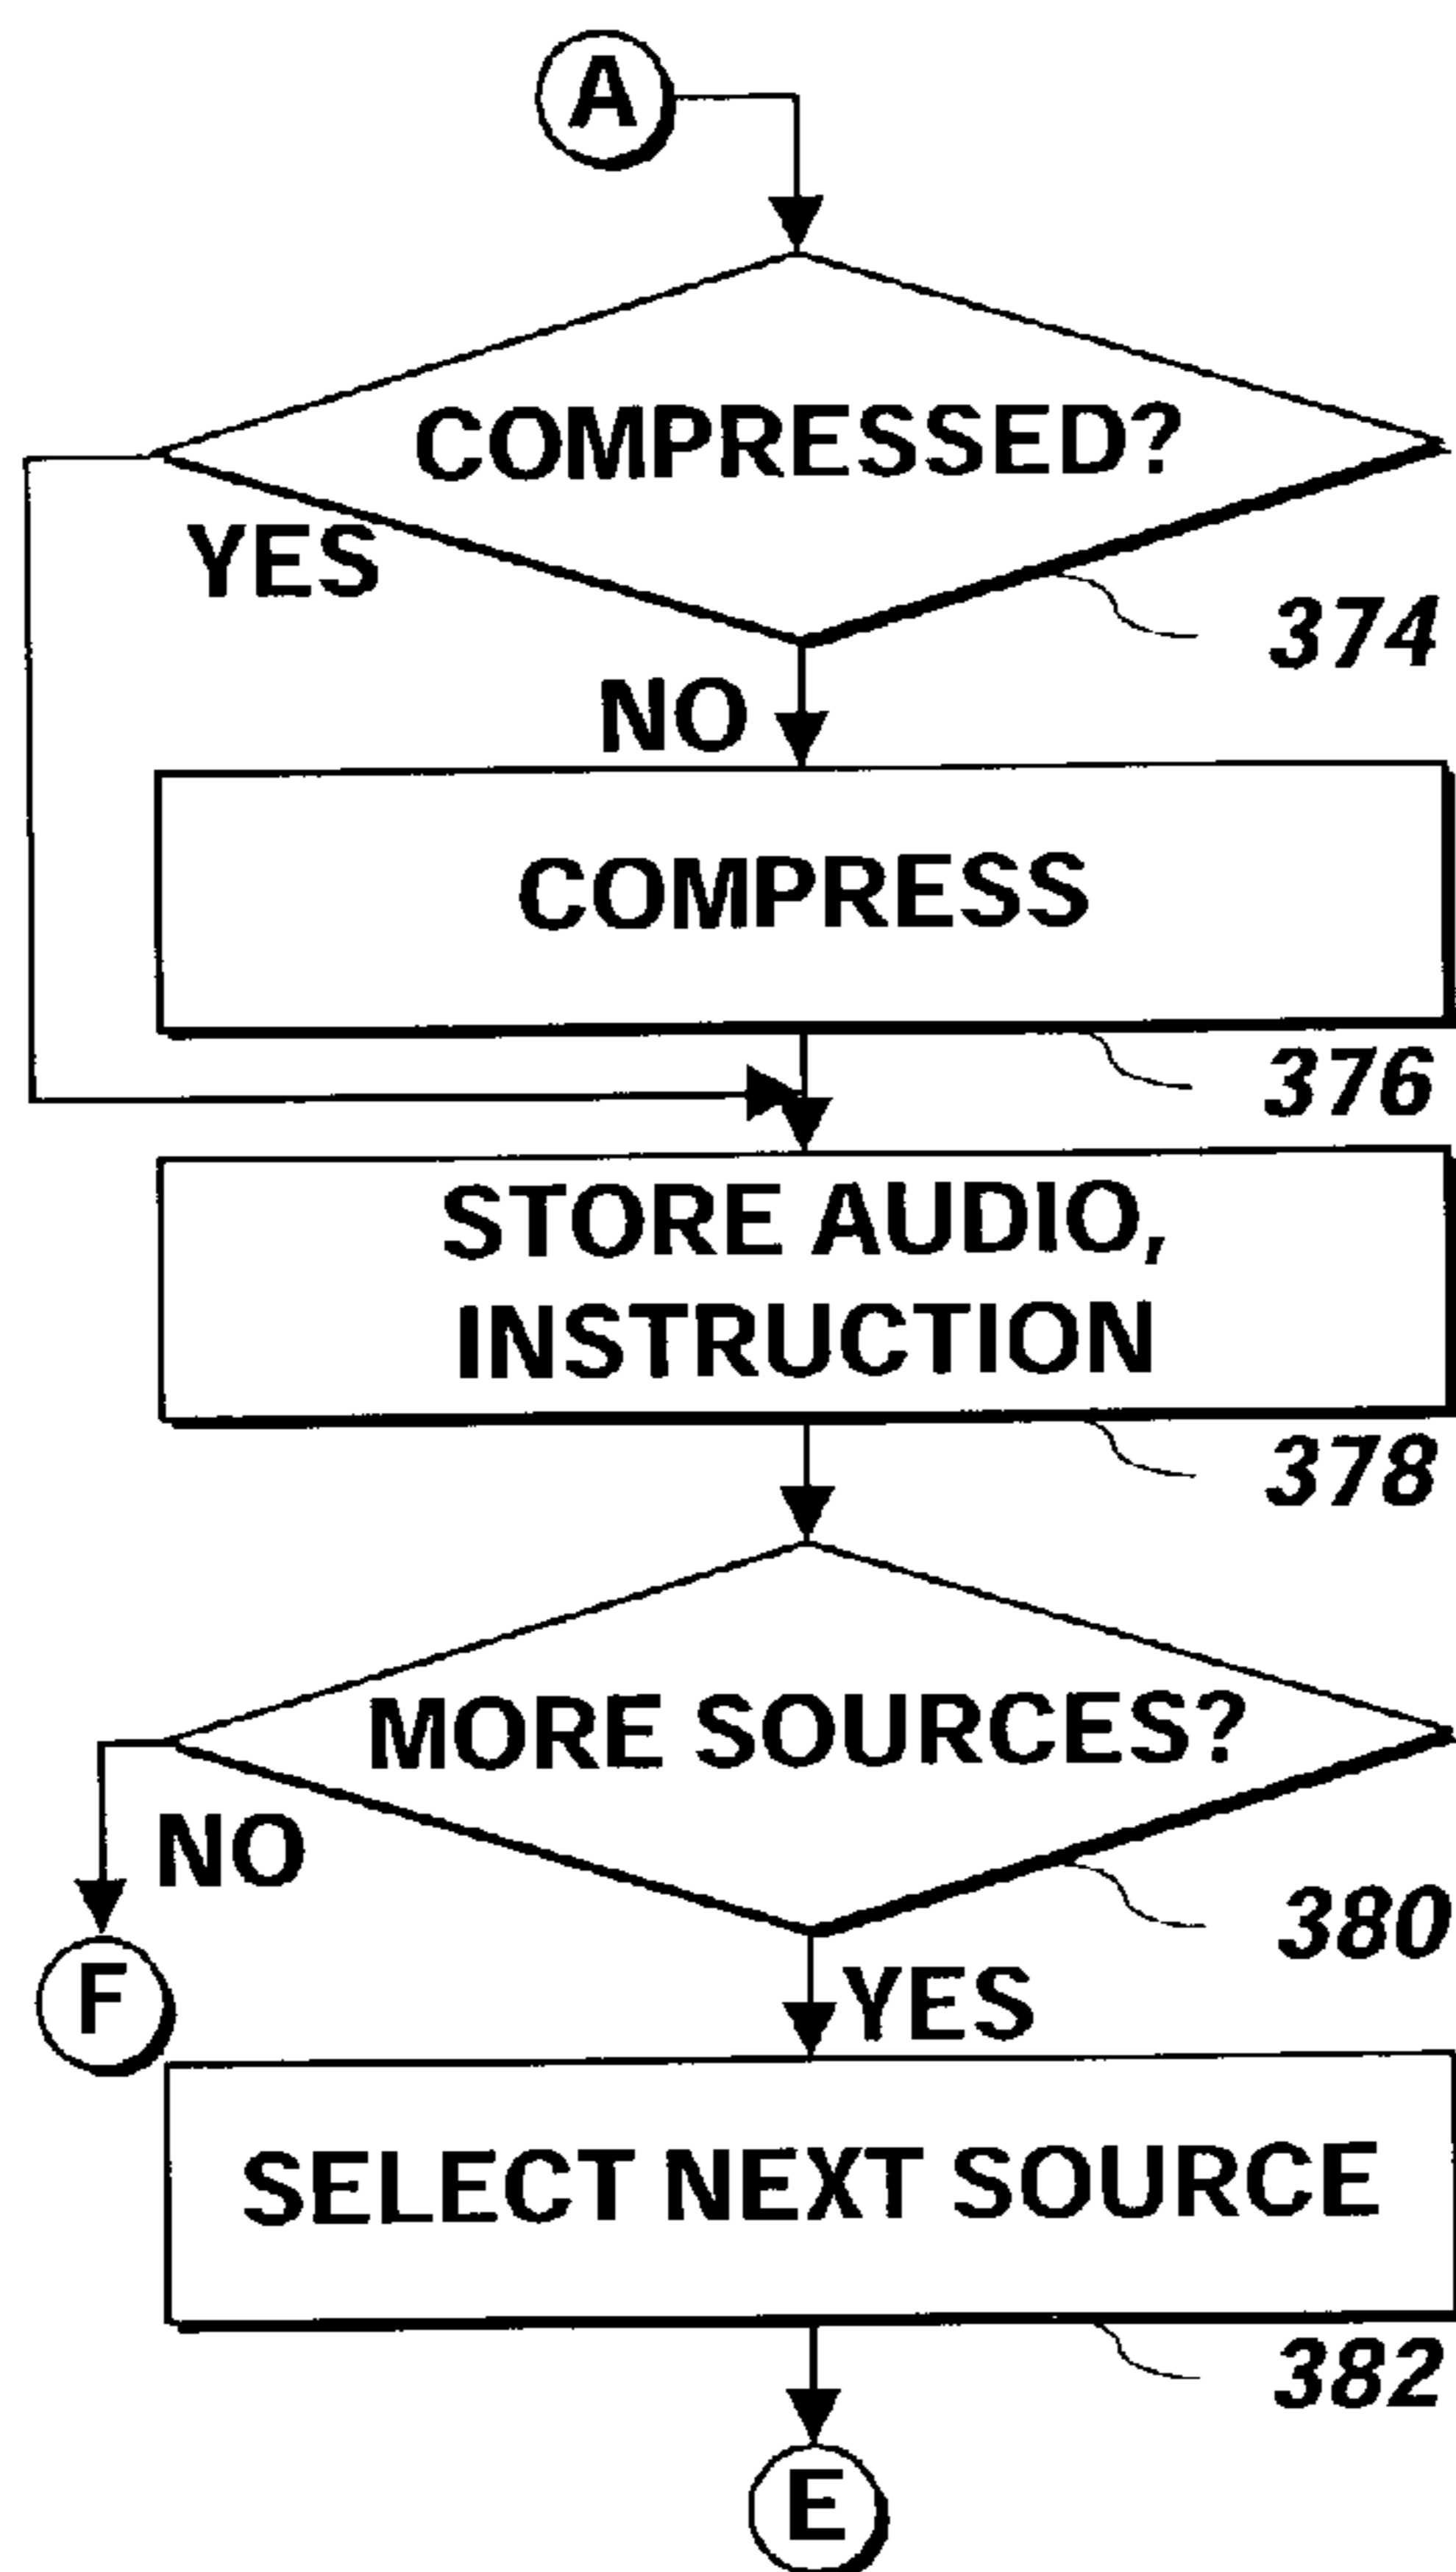 A
COMPRESSED?
YES
374
NO
COMPRESS
376
STORE AUDIO,
INSTRUCTION
378
MORE SOURCES?
NO
380
F
YES
SELECT NEXT SOURCE
382
E